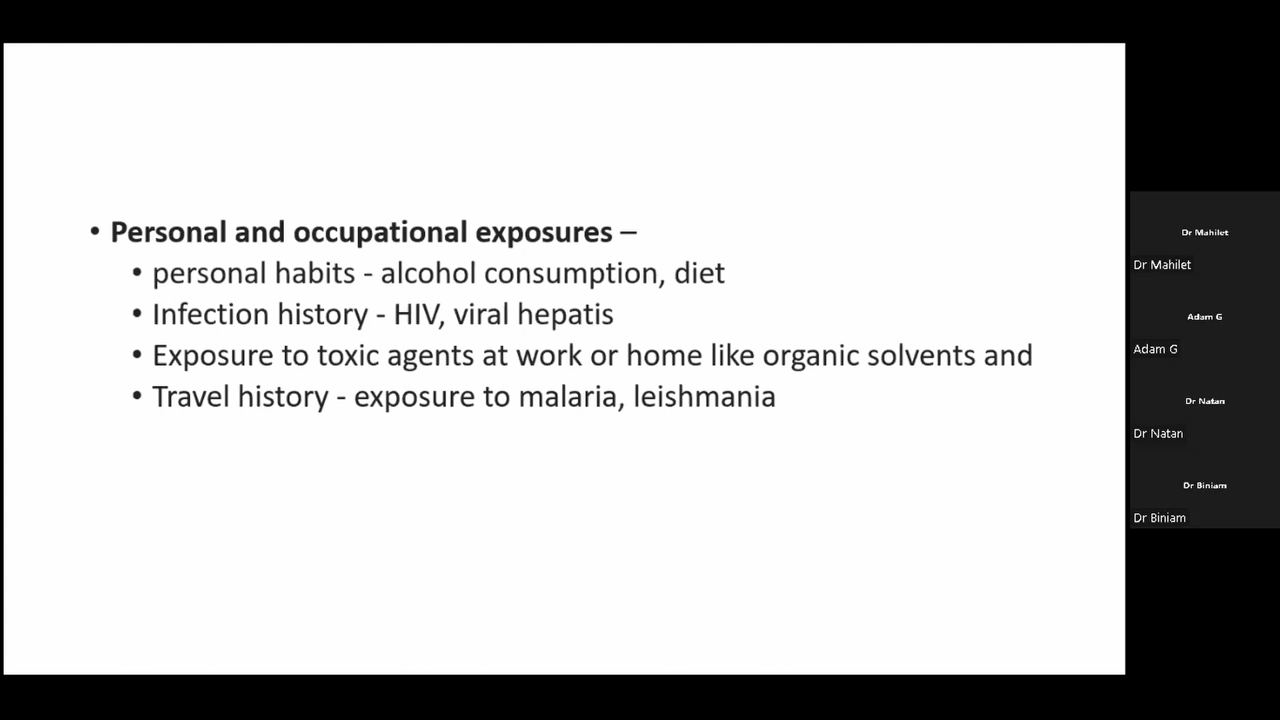 • Personal and occupational exposures –
• personal habits - alcohol consumption, diet
• Infection history - HIV, viral hepatis
• Exposure to toxic agents at work or home like organic solvents and
• Travel history - exposure to malaria, leishmania
Dr Mahilet
Dr Mahilet
Adam G
Adam G
Dr Natan
Dr Natan
Dr Biniam
Dr Biniam